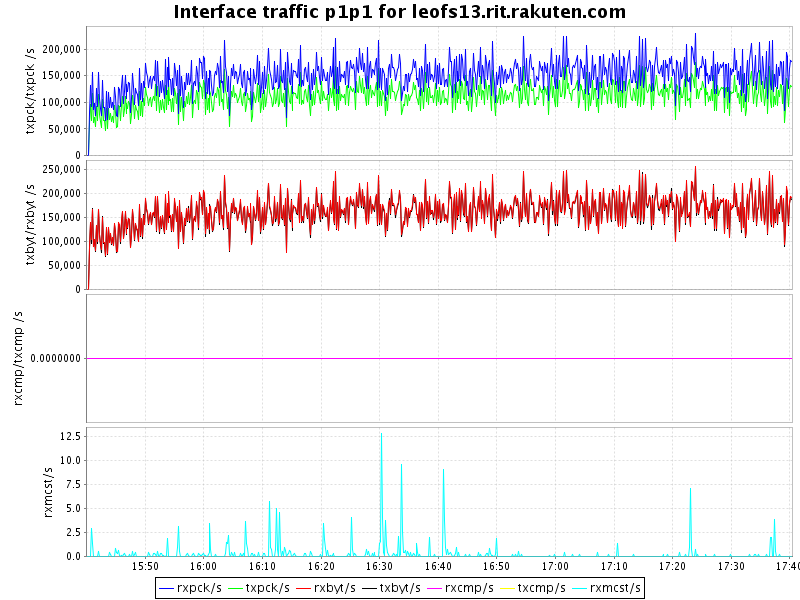 Interface traffic p1p1 for leofs13.rit.rakuten.com
txpck/txpck /s
200,000
150,000
100,000
50,000
0
txbyt/rxbyt /s
250,000
200,000
150,000
100,000
50,000
0
rxcmp/txcmp /s
0.0000000
rxmcst/s
12.5
10.0
7.5
5.0
2.5
0.0
15:50 16:00 16:10 16:20 16:30 16:40 16:50 17:00 17:10 17:20 17:30 17:40
rxpck/s txpck/s rxbyt/s txbyt/s rxcmp/s txcmp/s rxmcst/s